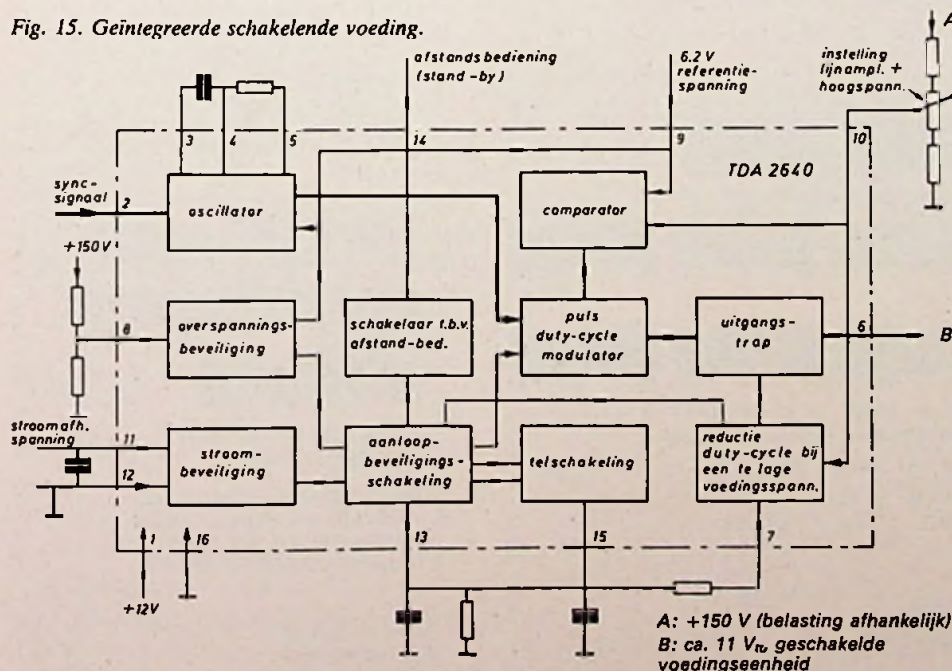 Fig. 15. Geïntegreerde schakelende voeding.
A
afstandsbediening
(stand-by)
6.2 V
referentie-
spanning
instelling
lijnampl. +
hoogspann.
3
4
5
14
9
10
TDA 2640
sync-
signaal
2
oscillator
comparator
+150 V
8
overspannings-
beveiliging
schakelaar t.b.v.
afstand-bed.
puls
duty-cycle
modulator
uitgangs-
trap
6
B
stroomafh.
spanning
11
12
stroom-
beveiliging
aanloop-
beveiligings-
schakeling
telschakeling
reductie
duty-cycle bij
een te lage
voedingsspann.
1
16
13
15
7
+12V
A: +150 V (belasting afhankelijk)
B: ca. 11 V geschakelde
voedingseenheid